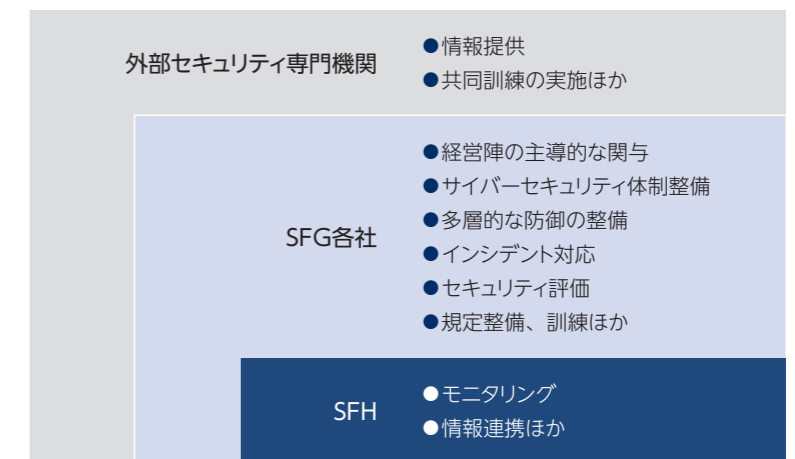 外部セキュリティ専門機関
●情報提供
●共同訓練の実施ほか
SFG各社
●経営陣の主導的な関与
●サイバーセキュリティ体制整備
●多層的な防御の整備
●インシデント対応
●セキュリティ評価
●規定整備、訓練ほか
SFH
●モニタリング
●情報連携ほか